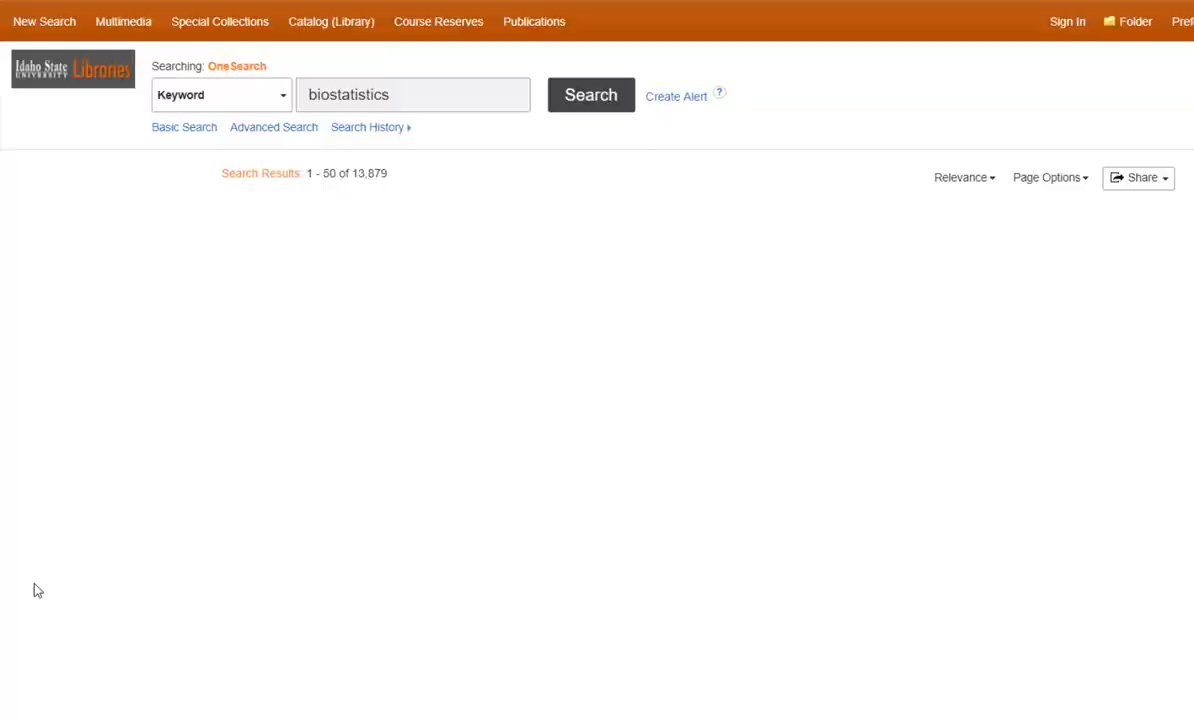 New Search Multimedia Special Collections Catalog (Library) Course Reserves Publications Sign In Folder Pref
Idaho State UNIVERSITY Libraries
Searching: OneSearch
Keyword biostatistics Search Create Alert ?
Basic Search Advanced Search Search History
Search Results: 1 - 50 of 13,879 Relevance Page Options Share